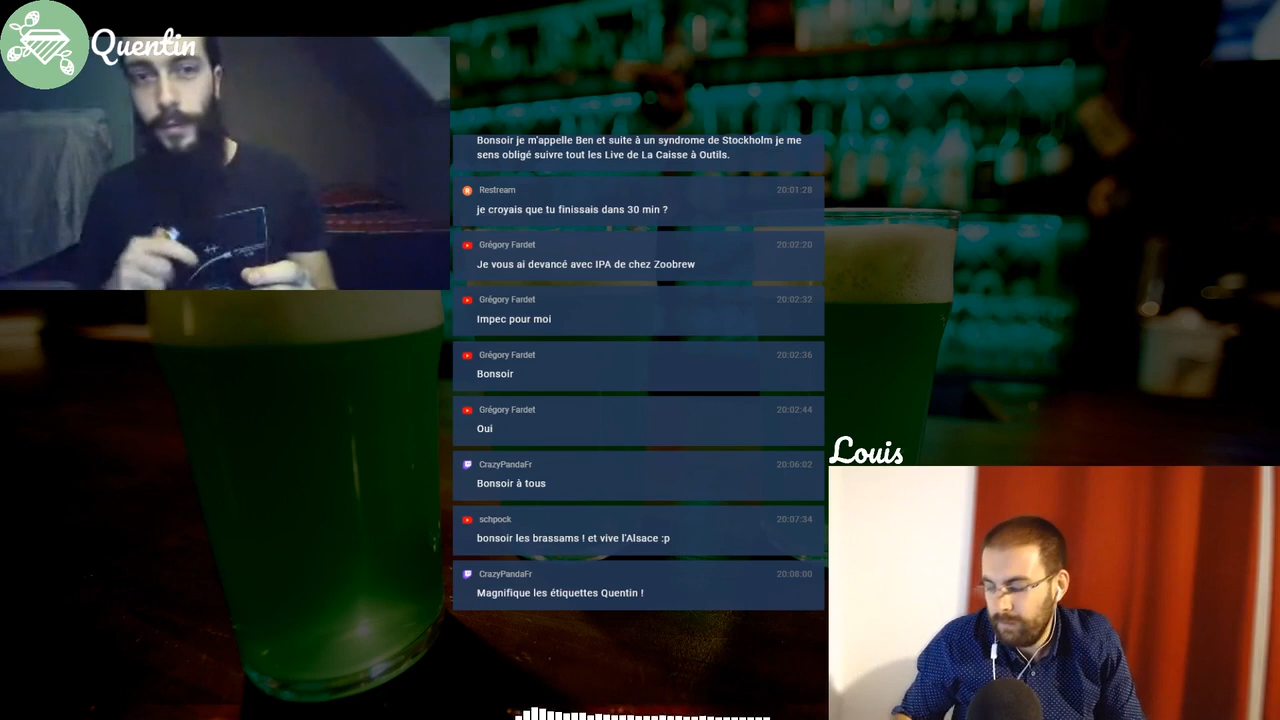 Quentin
Bonsoir je m'appelle Ben et suite à un syndrome de Stockholm je me
sens obligé suivre tout les Live de La Caisse à Outils.
Restream 20:01:28
je croyais que tu finissais dans 30 min ?
Grégory Fardet 20:02:20
Je vous ai devancé avec IPA de chez Zoobrew
Grégory Fardet 20:02:32
Impec pour moi
Grégory Fardet 20:02:36
Bonsoir
Grégory Fardet 20:02:44
Oui
CrazyPandaFr 20:06:02
Bonsoir à tous
schpock 20:07:34
bonsoir les brassams ! et vive l'Alsace :p
CrazyPandaFr 20:08:00
Magnifique les étiquettes Quentin !
Louis